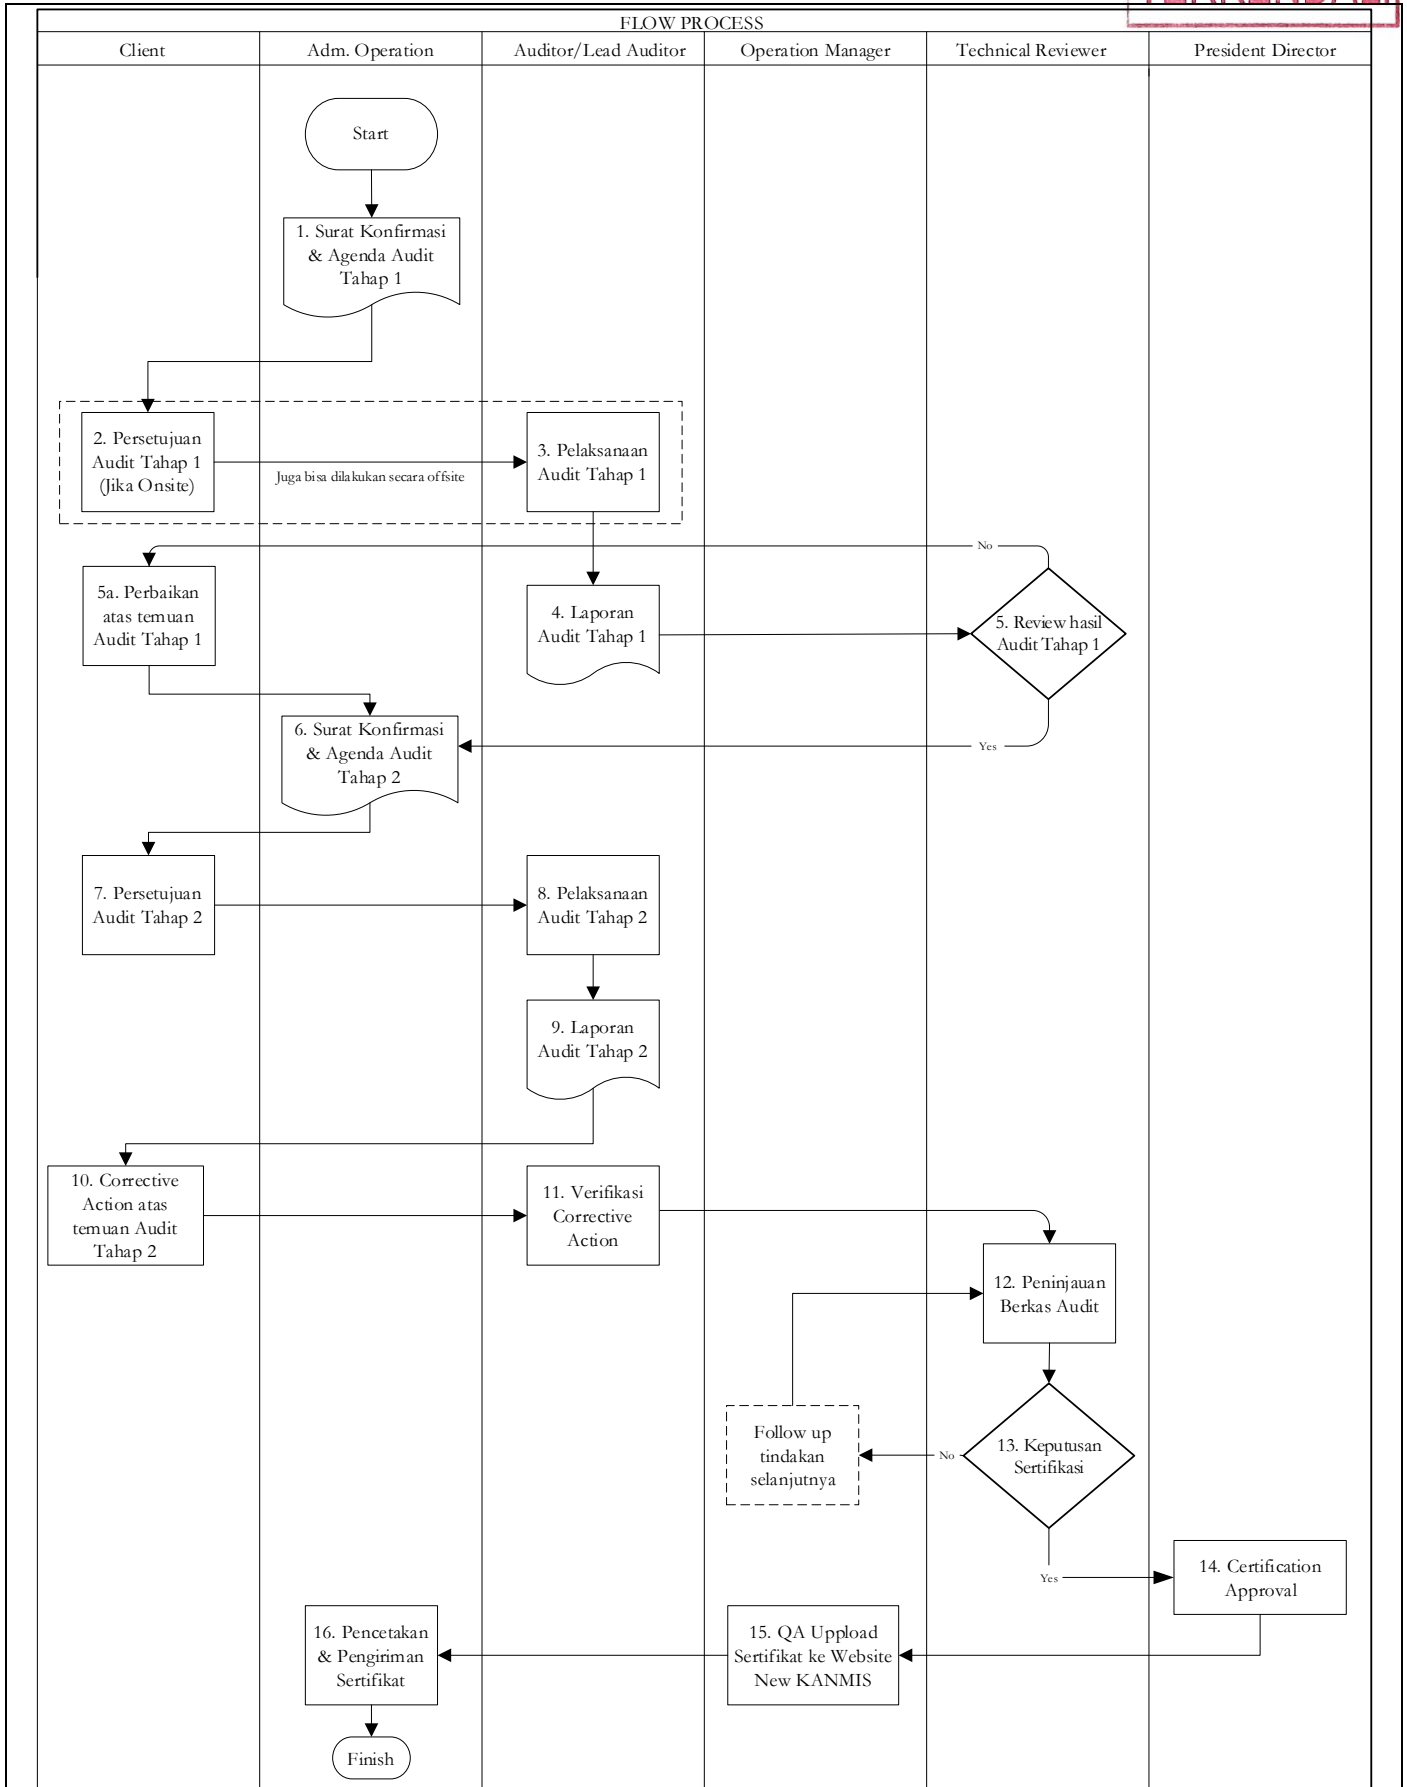 FLOW PROCESS
Client
Adm. Operation
Auditor/Lead Auditor
Operation Manager
Technical Reviewer
President Director
Start
1. Surat Konfirmasi
& Agenda Audit
Tahap 1
2. Persetujuan
Audit Tahap 1
(Jika Onsite)
Juga bisa dilakukan secara offsite
3. Pelaksanaan
Audit Tahap 1
No
5a. Perbaikan
atas temuan
Audit Tahap 1
4. Laporan
Audit Tahap 1
5. Review hasil
Audit Tahap 1
6. Surat Konfirmasi
& Agenda Audit
Tahap 2
Yes
7. Persetujuan
Audit Tahap 2
8. Pelaksanaan
Audit Tahap 2
9. Laporan
Audit Tahap 2
10. Corrective
Action atas
temuan Audit
Tahap 2
11. Verifikasi
Corrective
Action
12. Peninjauan
Berkas Audit
Follow up
tindakan
selanjutnya
No
13. Keputusan
Sertifikasi
Yes
14. Certification
Approval
16. Pencetakan
& Pengiriman
Sertifikat
15. QA Uppload
Sertifikat ke Website
New KANMIS
Finish